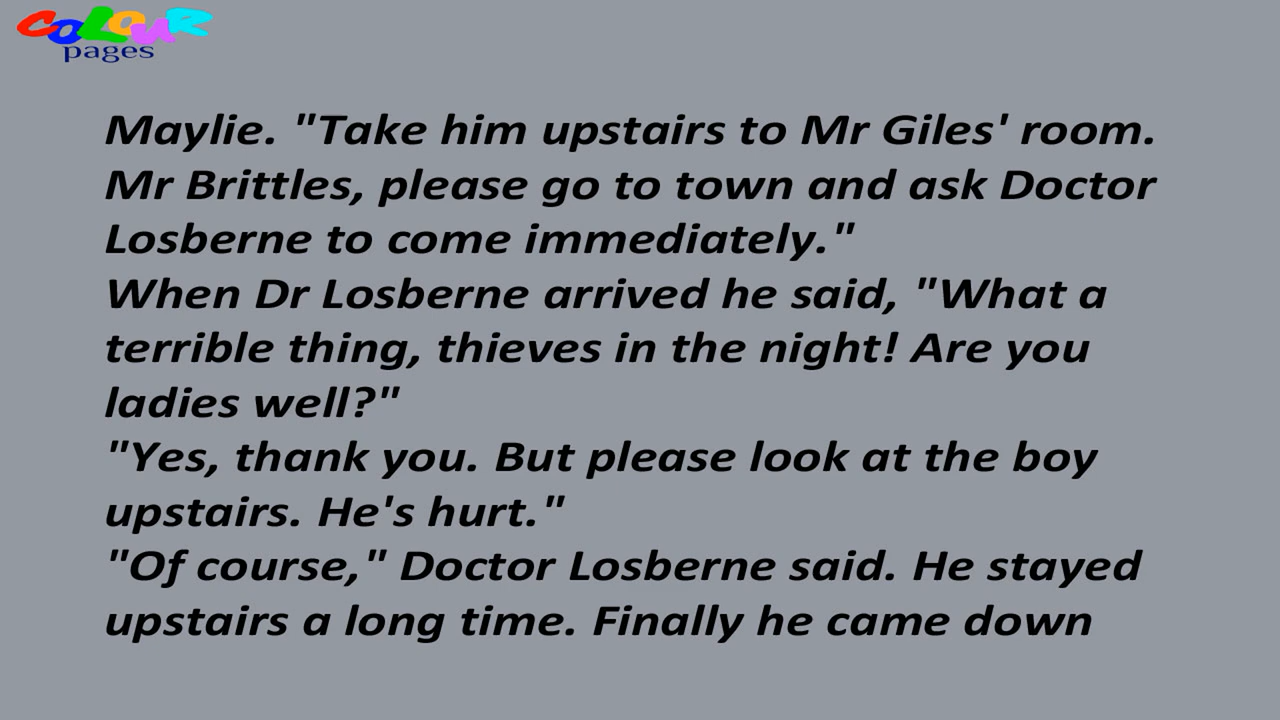 COLOUR
pages
Maylie. "Take him upstairs to Mr Giles' room.
Mr Brittles, please go to town and ask Doctor
Losberne to come immediately."
When Dr Losberne arrived he said, "What a
terrible thing, thieves in the night! Are you
ladies well?"
"Yes, thank you. But please look at the boy
upstairs. He's hurt."
"Of course," Doctor Losberne said. He stayed
upstairs a long time. Finally he came down